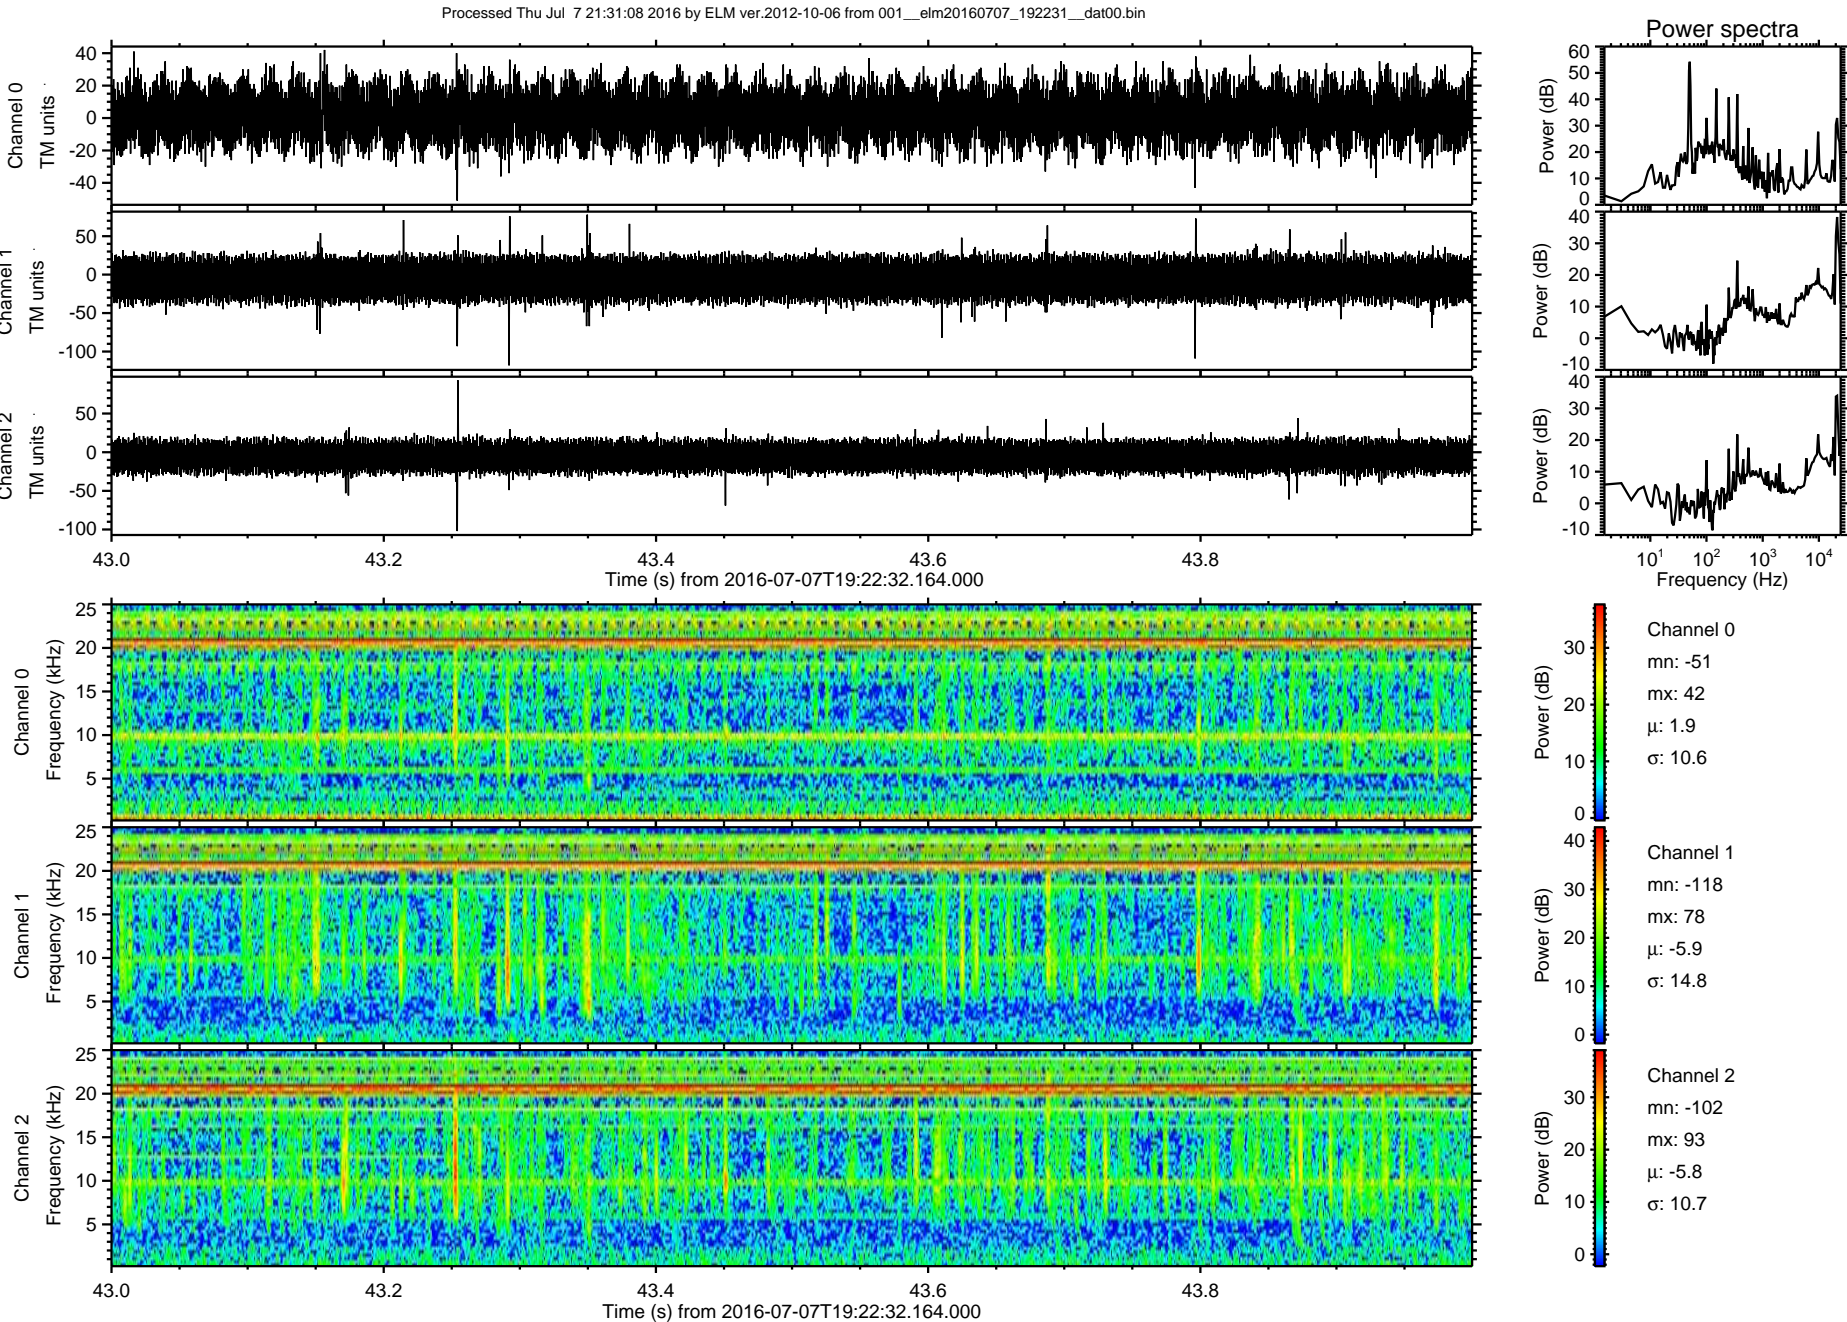 Processed Thu Jul 7 21:31:08 2016 by ELM ver.2012-10-06 from 001__elm20160707_192231__dat00.bin
Power spectra
Channel 0
TM units
40
20
0
-20
-40
Power (dB)
60
50
40
30
20
10
0
Channel 1
TM units
50
0
-50
-100
Power (dB)
40
30
20
10
0
-10
Channel 2
TM units
50
0
-50
-100
Power (dB)
40
30
20
10
0
-10
43.0 43.2 43.4 43.6 43.8
Time (s) from 2016-07-07T19:22:32.164.000
10¹ 10² 10³ 10⁴
Frequency (Hz)
Channel 0
Frequency (kHz)
25
20
15
10
5
Power (dB)
30
20
10
0
Channel 0
mn: -51
mx: 42
μ: 1.9
σ: 10.6
Channel 1
Frequency (kHz)
25
20
15
10
5
Power (dB)
40
30
20
10
0
Channel 1
mn: -118
mx: 78
μ: -5.9
σ: 14.8
Channel 2
Frequency (kHz)
25
20
15
10
5
Power (dB)
30
20
10
0
Channel 2
mn: -102
mx: 93
μ: -5.8
σ: 10.7
43.0 43.2 43.4 43.6 43.8
Time (s) from 2016-07-07T19:22:32.164.000